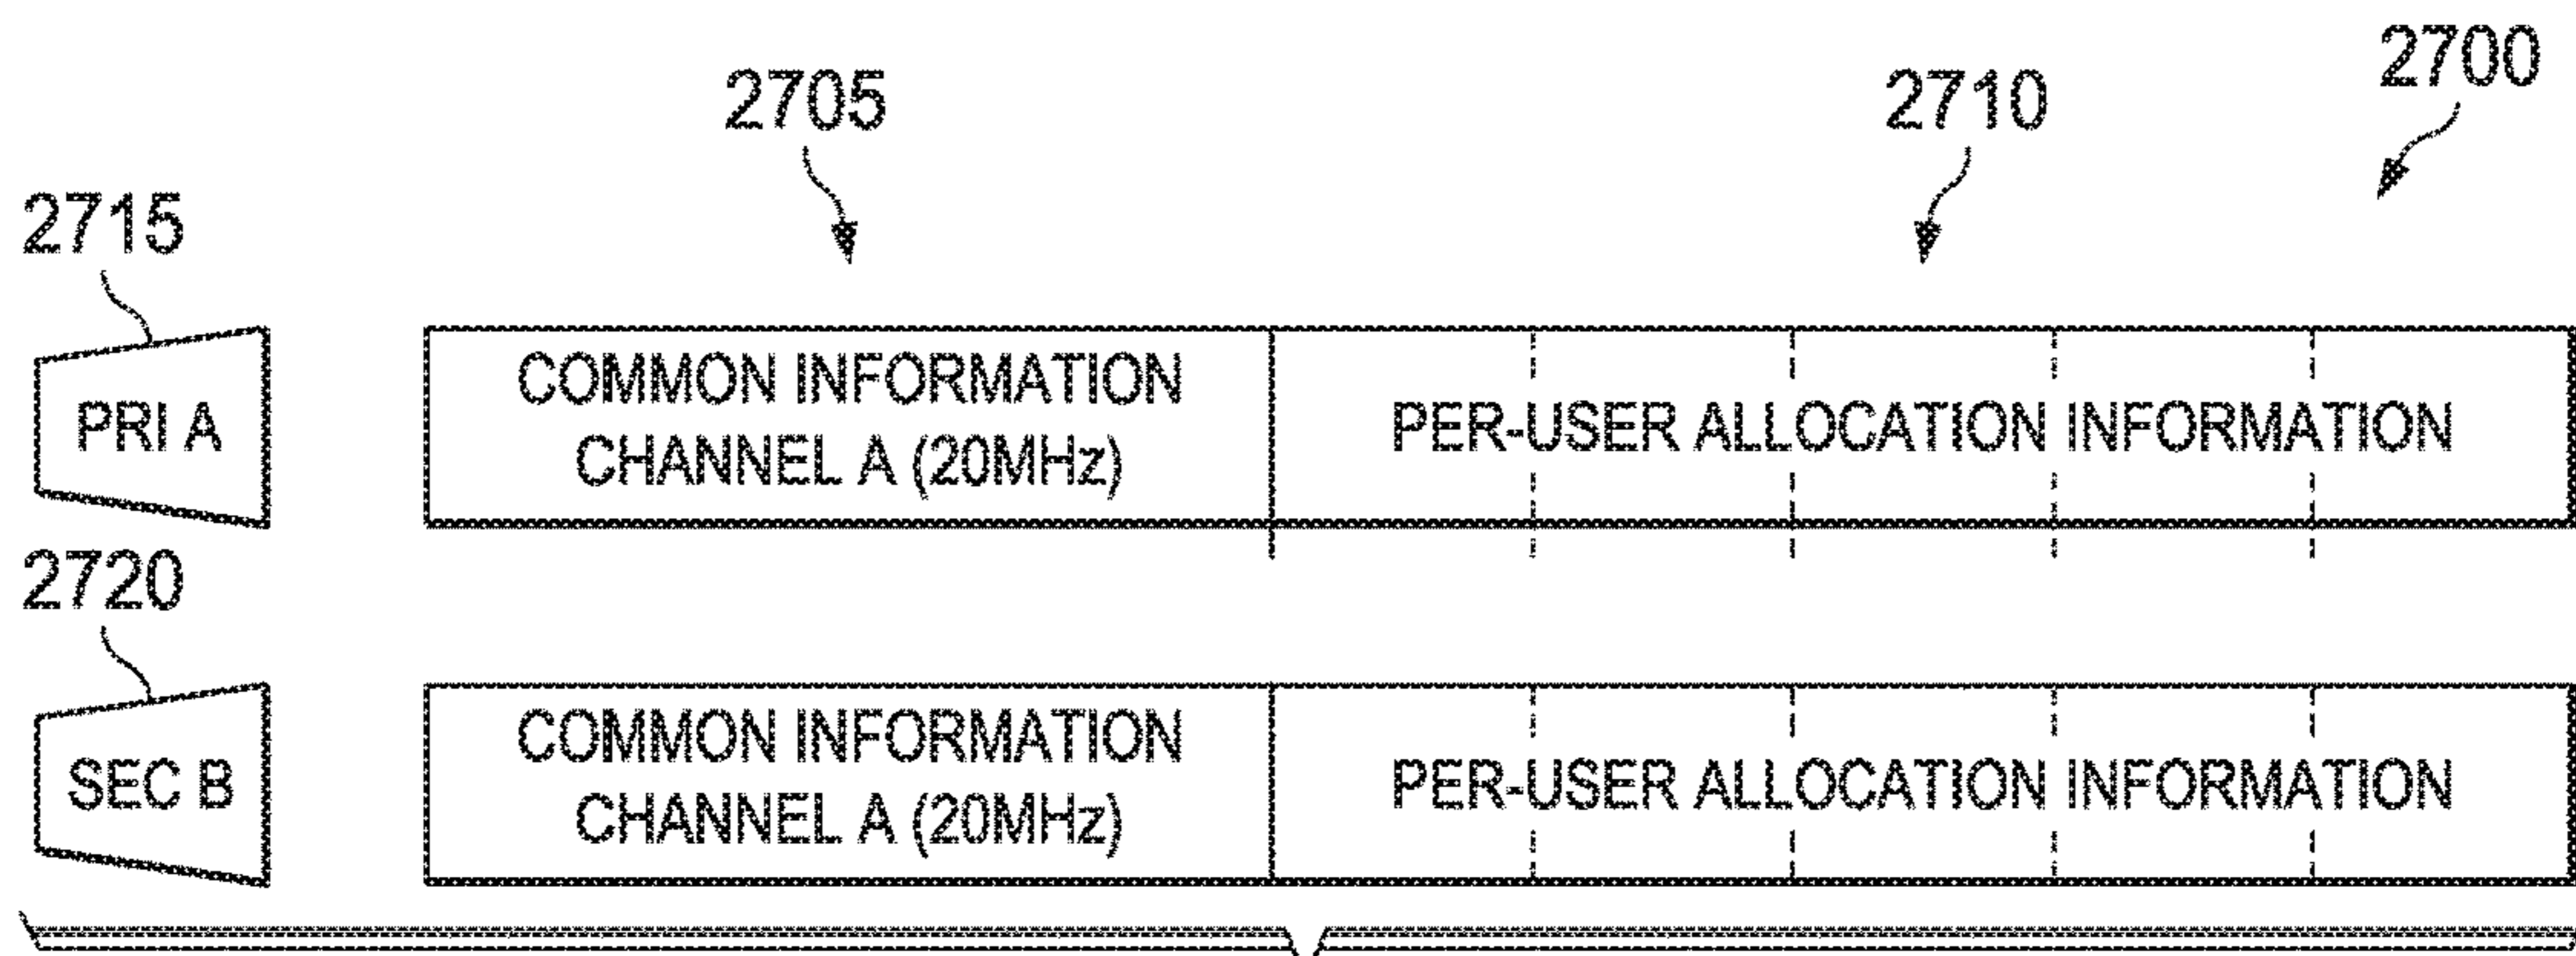 2700
2705
2710
2715
PRI A
COMMON INFORMATION
CHANNEL A (20MHz)
PER-USER ALLOCATION INFORMATION
2720
SEC B
COMMON INFORMATION
CHANNEL A (20MHz)
PER-USER ALLOCATION INFORMATION